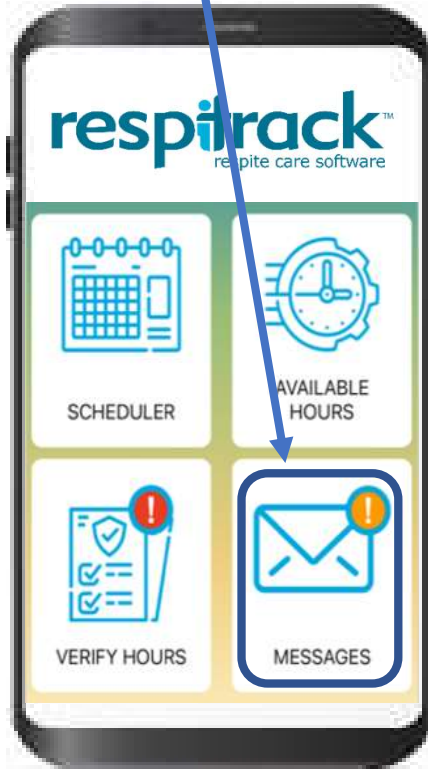 respitrack™
respite care software
SCHEDULER
AVAILABLE
HOURS
!
!
VERIFY HOURS
MESSAGES